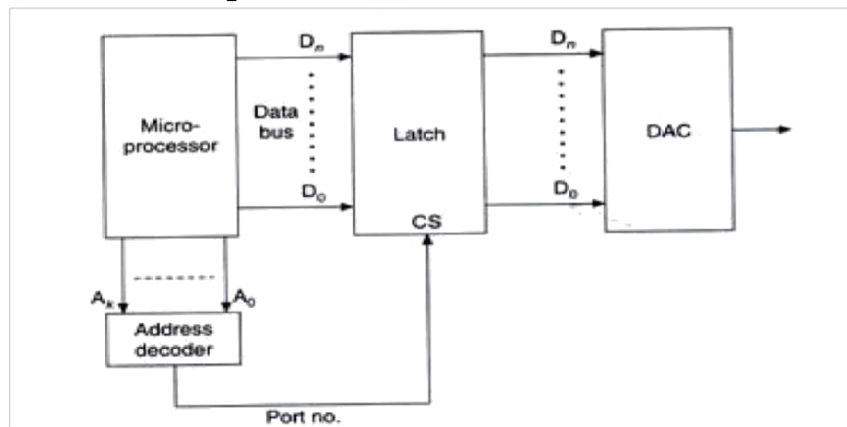 Dₙ
Dₙ
Micro-
processor
Data
bus
Latch
DAC
D₀
D₀
CS
Aₖ
A₀
Address
decoder
Port no.